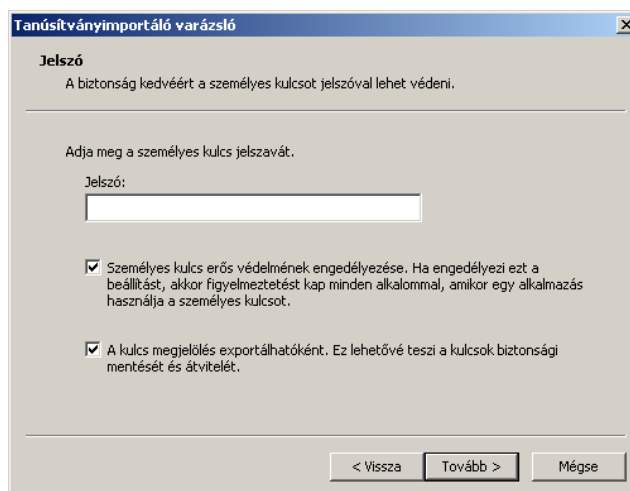 Tanúsítványimportáló varázsló
Jelszó
A biztonság kedvéért a személyes kulcsot jelszóval lehet védeni.
Adja meg a személyes kulcs jelszavát.
Jelszó:
Személyes kulcs erős védelmének engedélyezése. Ha engedélyezi ezt a
beállítást, akkor figyelmeztetést kap minden alkalommal, amikor egy alkalmazás
használja a személyes kulcsot.
A kulcs megjelölés exportálhatóként. Ez lehetővé teszi a kulcsok biztonsági
mentését és átvitelét.
< Vissza
Tovább >
Mégse